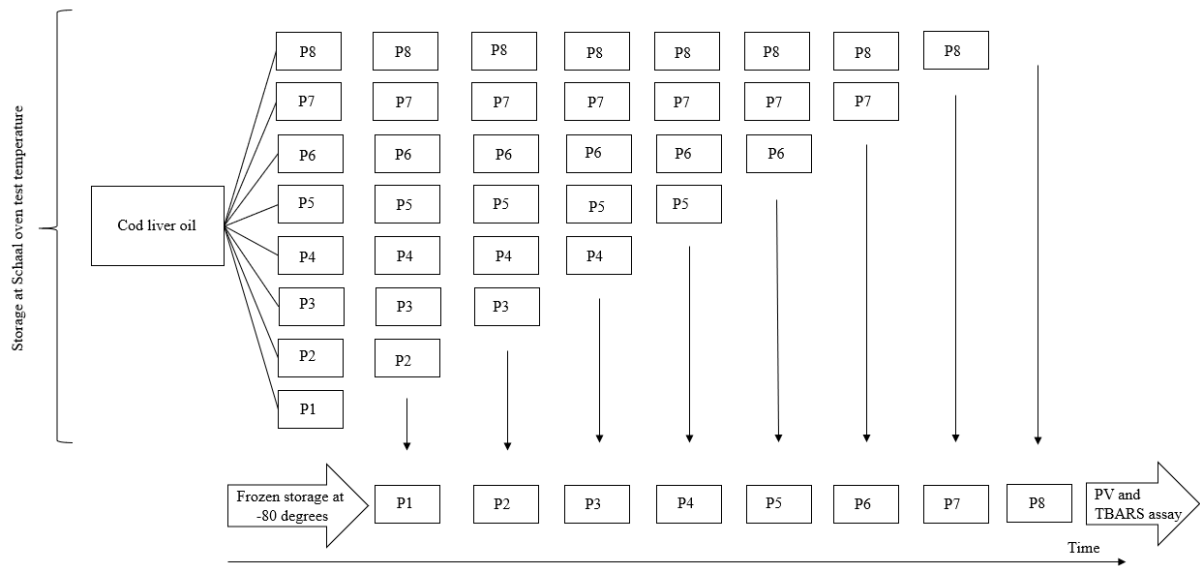 Storage at Schaal oven test temperature
P8 P8 P8 P8 P8 P8 P8 P8
P7 P7 P7 P7 P7 P7 P7
P6 P6 P6 P6 P6 P6
Cod liver oil
P5 P5 P5 P5 P5
P4 P4 P4 P4
P3 P3 P3
P2 P2
P1
Frozen storage at
-80 degrees
P1 P2 P3 P4 P5 P6 P7 P8
PV and
TBARS assay
Time